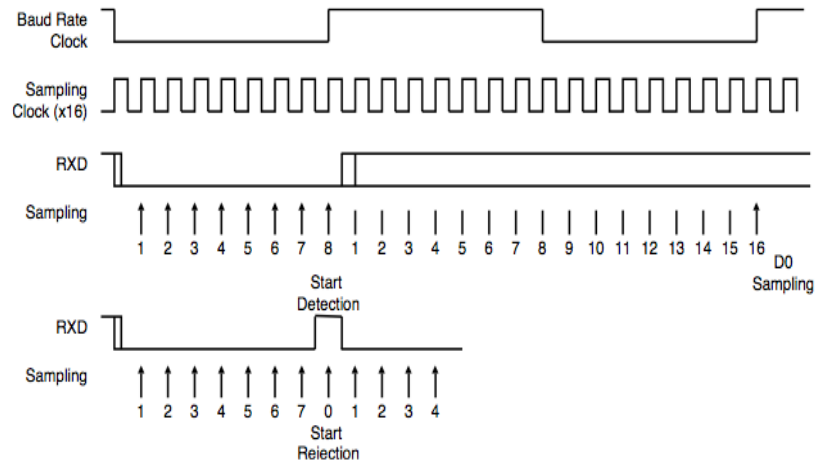 Baud Rate
Clock
Sampling
Clock (x16)
RXD
Sampling
1 2 3 4 5 6 7 8 1 2 3 4 5 6 7 8 9 10 11 12 13 14 15 16
D0
Sampling
Start
Detection
RXD
Sampling
1 2 3 4 5 6 7 0 1 2 3 4
Start
Rejection